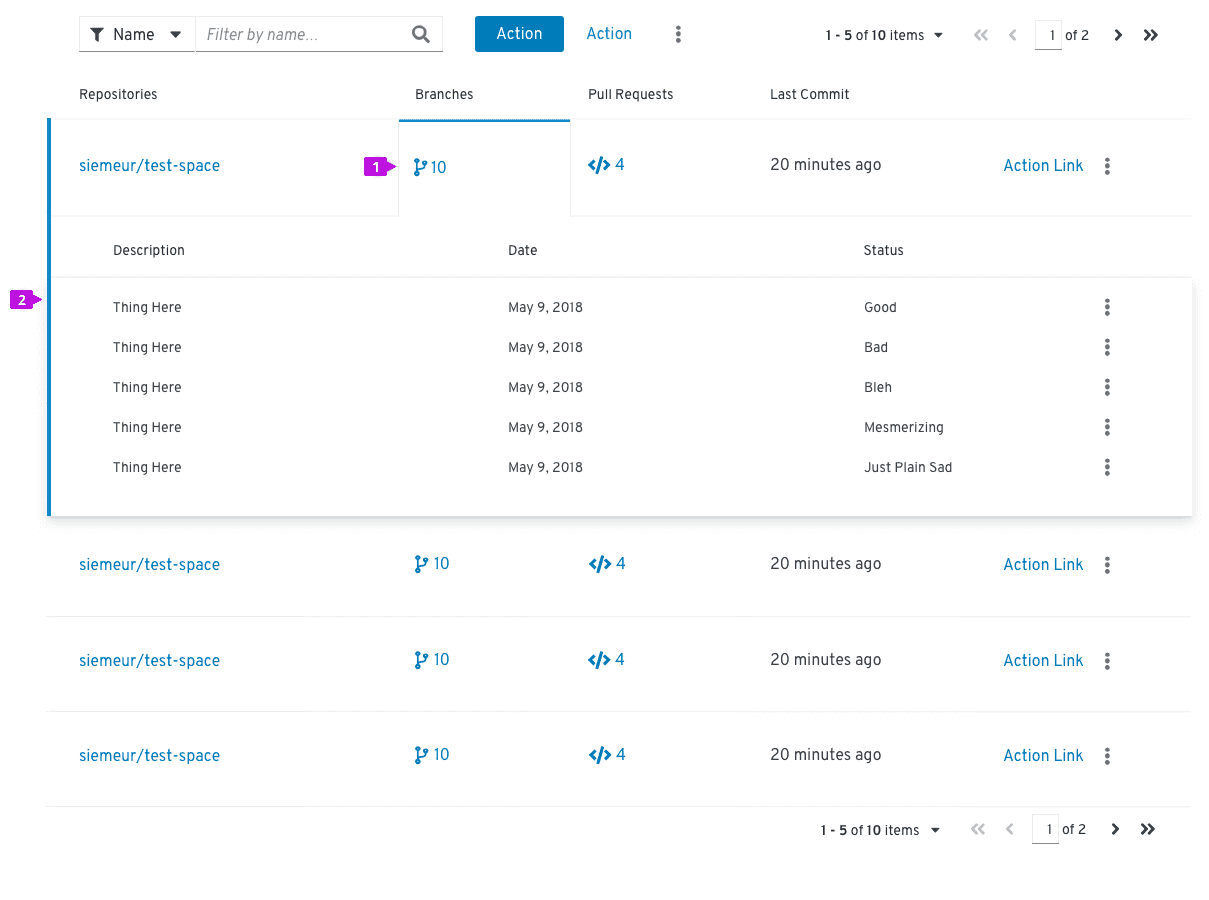 Name Filter by name... Action Action 1 - 5 of 10 items 1 of 2
Repositories Branches Pull Requests Last Commit
siemeur/test-space 1 10 4 20 minutes ago Action Link
Description Date Status
2
Thing Here May 9, 2018 Good
Thing Here May 9, 2018 Bad
Thing Here May 9, 2018 Bleh
Thing Here May 9, 2018 Mesmerizing
Thing Here May 9, 2018 Just Plain Sad
siemeur/test-space 10 4 20 minutes ago Action Link
siemeur/test-space 10 4 20 minutes ago Action Link
siemeur/test-space 10 4 20 minutes ago Action Link
1 - 5 of 10 items 1 of 2